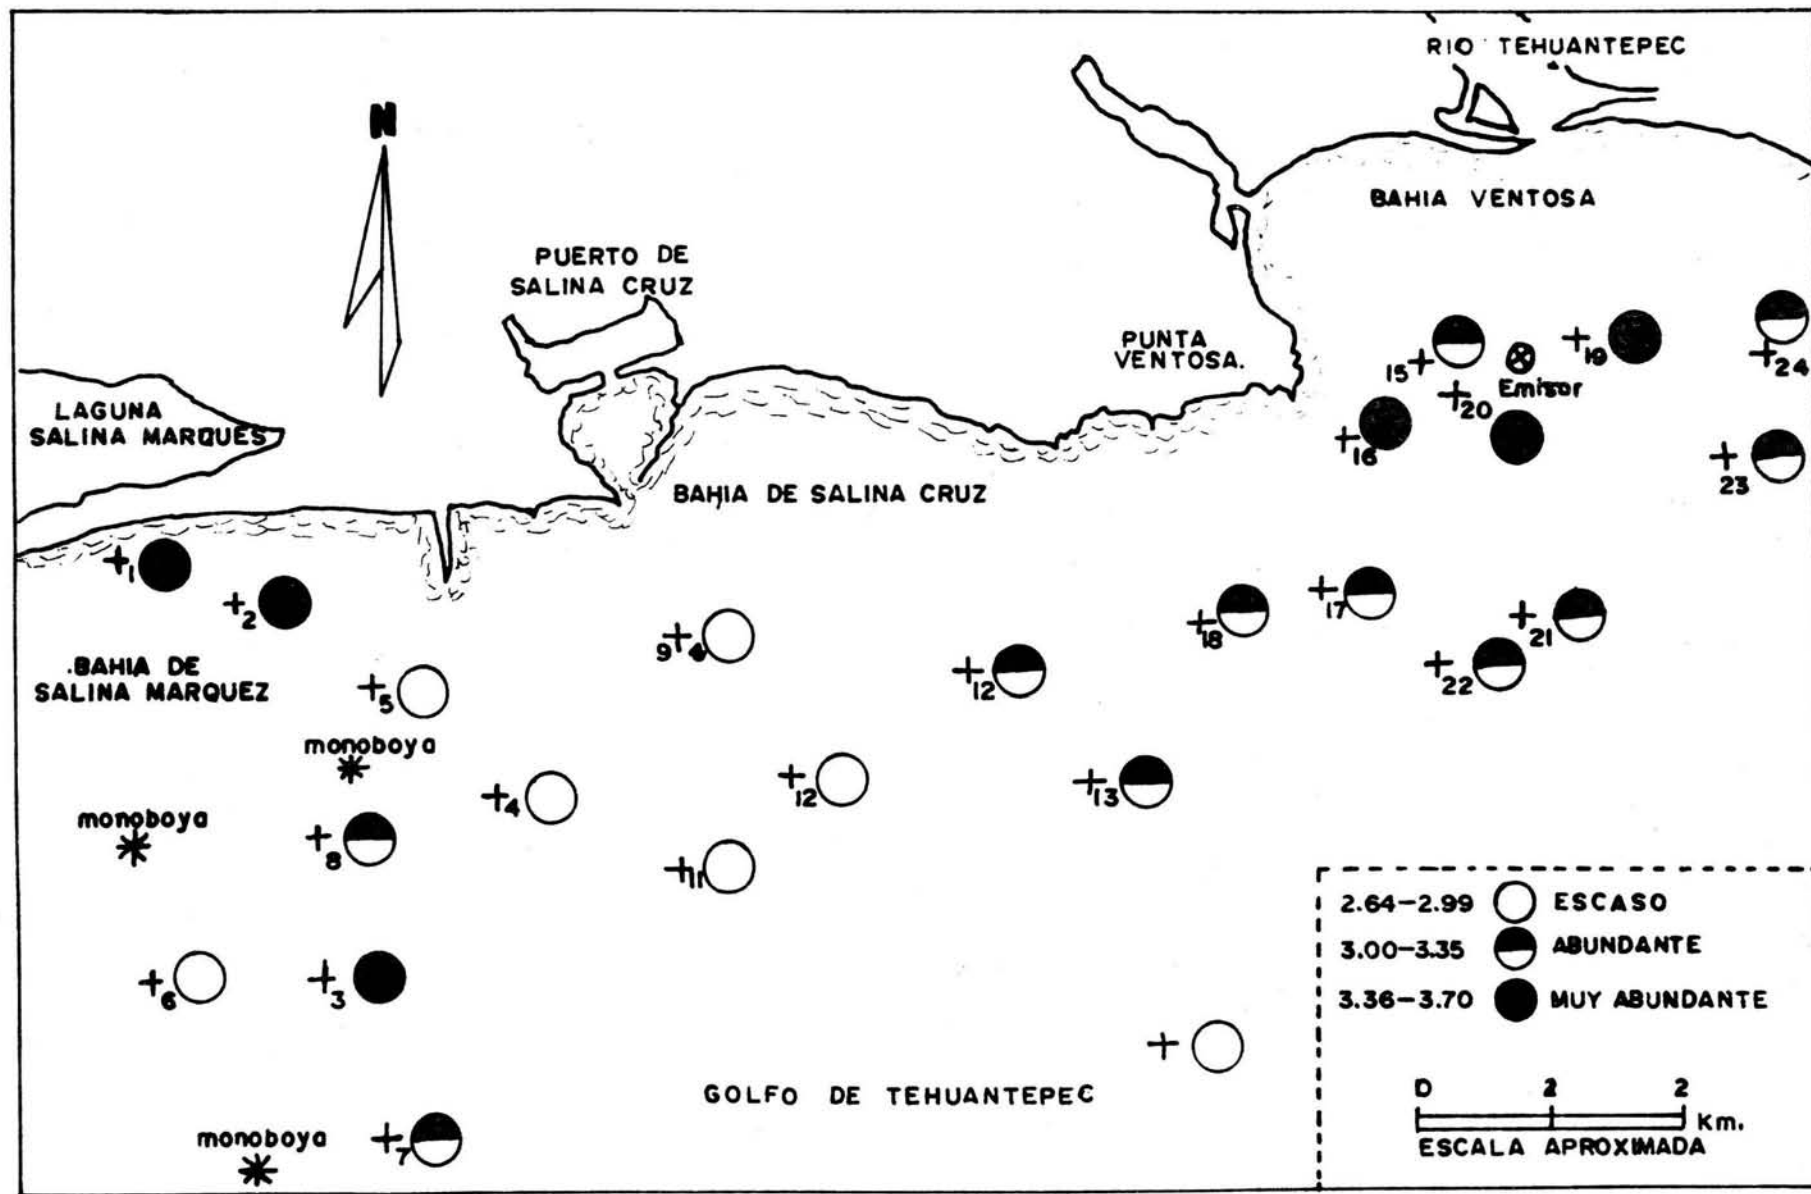 RIO TEHUANTEPEC
N
BAHIA VENTOSA
PUERTO DE
SALINA CRUZ
PUNTA
VENTOSA.
15
Emisor
19
24
20
16
23
LAGUNA
SALINA MARQUES
BAHIA DE SALINA CRUZ
1
2
BAHIA DE
SALINA MARQUEZ
5
9
12
18
17
21
22
monoboya
monoboya
4
12
13
8
11
6
3
7
monoboya
GOLFO DE TEHUANTEPEC
2.64-2.99 ESCASO
3.00-3.35 ABUNDANTE
3.36-3.70 MUY ABUNDANTE
0 2 2
Km.
ESCALA APROXIMADA